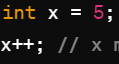 int x = 5;
x++; // x